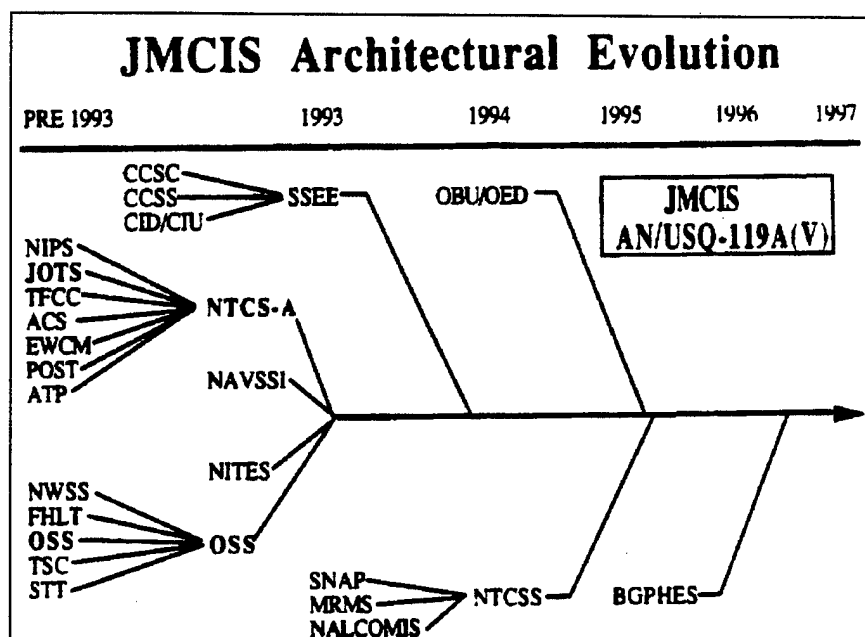 JMCIS Architectural Evolution
PRE 1993 1993 1994 1995 1996 1997
CCSC
CCSS
CID/CIU
SSEE
OBU/OED
JMCIS
AN/USQ-119A(V)
NIPS
JOTS
TFCC
ACS
EWCM
POST
ATP
NTCS-A
NAVSSI
NITES
NWSS
FHLT
OSS
TSC
STT
OSS
SNAP
MRMS
NALCOMIS
NTCSS
BGPHES